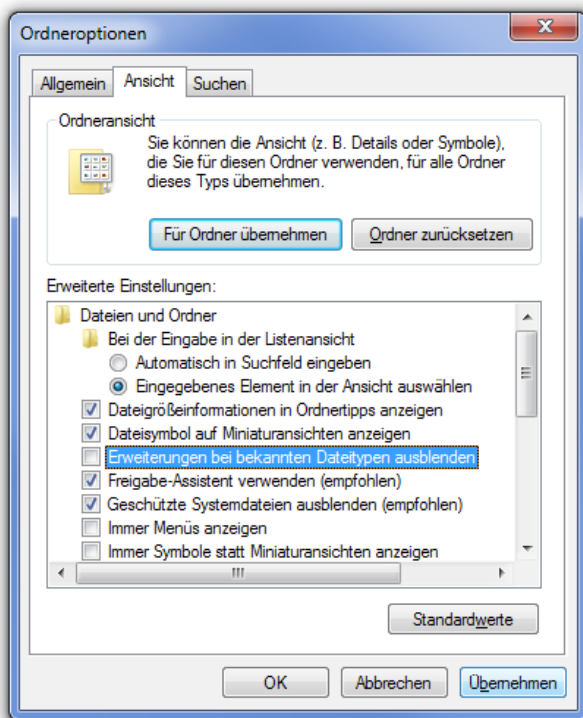 Ordneroptionen
Allgemein Ansicht Suchen
Ordneransicht
Sie können die Ansicht (z. B. Details oder Symbole),
die Sie für diesen Ordner verwenden, für alle Ordner
dieses Typs übernehmen.
Für Ordner übernehmen Ordner zurücksetzen
Erweiterte Einstellungen:
Dateien und Ordner
Bei der Eingabe in der Listenansicht
Automatisch in Suchfeld eingeben
Eingegebenes Element in der Ansicht auswählen
Dateigrößeinformationen in Ordnertipps anzeigen
Dateisymbol auf Miniaturansichten anzeigen
Erweiterungen bei bekannten Dateitypen ausblenden
Freigabe-Assistent verwenden (empfohlen)
Geschützte Systemdateien ausblenden (empfohlen)
Immer Menüs anzeigen
Immer Symbole statt Miniaturansichten anzeigen
Standardwerte
OK Abbrechen Übernehmen